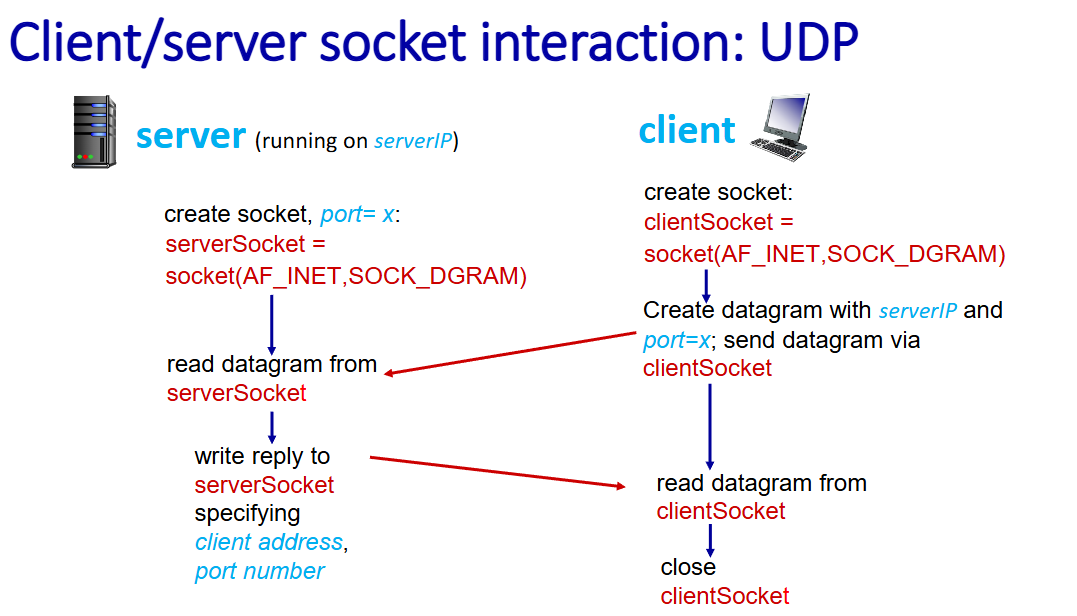 Client/server socket interaction: UDP
server (running on serverIP)
create socket, port= x:
serverSocket =
socket(AF_INET,SOCK_DGRAM)
read datagram from
serverSocket
write reply to
serverSocket
specifying
client address,
port number
client
create socket:
clientSocket =
socket(AF_INET,SOCK_DGRAM)
Create datagram with serverIP and
port=x; send datagram via
clientSocket
read datagram from
clientSocket
close
clientSocket